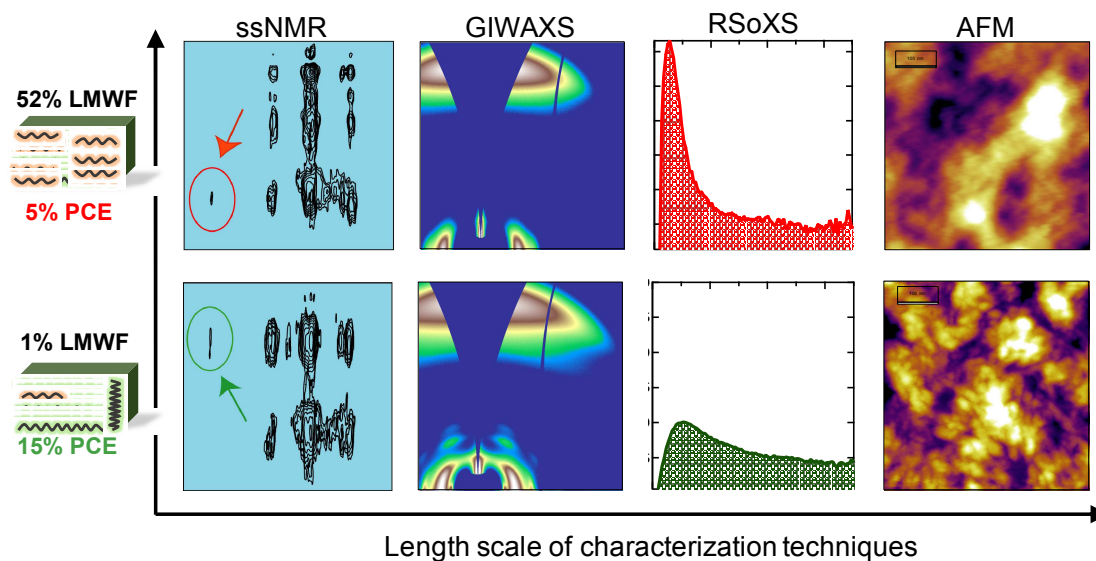 ssNMR GIWAXS RSoXS AFM
52% LMWF
5% PCE
1% LMWF
15% PCE
Length scale of characterization techniques